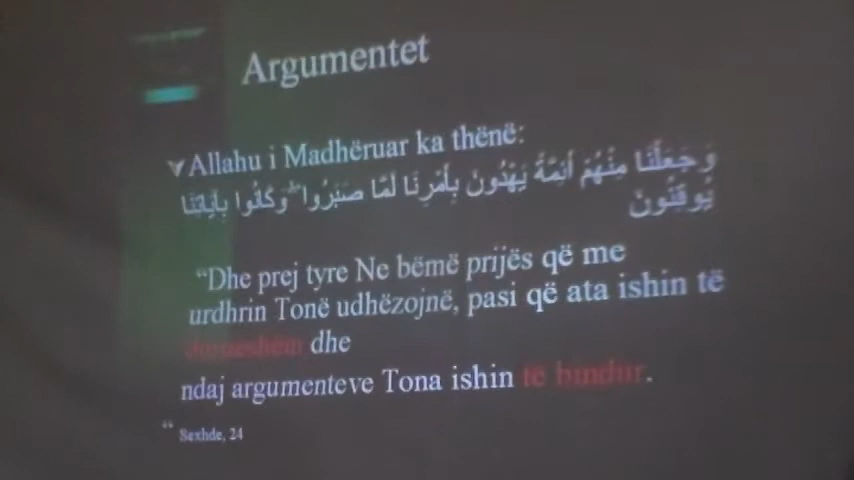 Argumentet
Allahu i Madhëruar ka thënë:
وَجَعَلْنَا مِنْهُمْ أَئِمَّةً يَهْدُونَ بِأَمْرِنَا لَمَّا صَبَرُوا ۖ وَكَانُوا بِآيَاتِنَا
يُوقِنُونَ
“Dhe prej tyre Ne bëmë prijës që me
urdhrin Tonë udhëzojnë, pasi që ata ishin të
durueshëm dhe
ndaj argumenteve Tona ishin të bindur.
“ Sexhde, 24